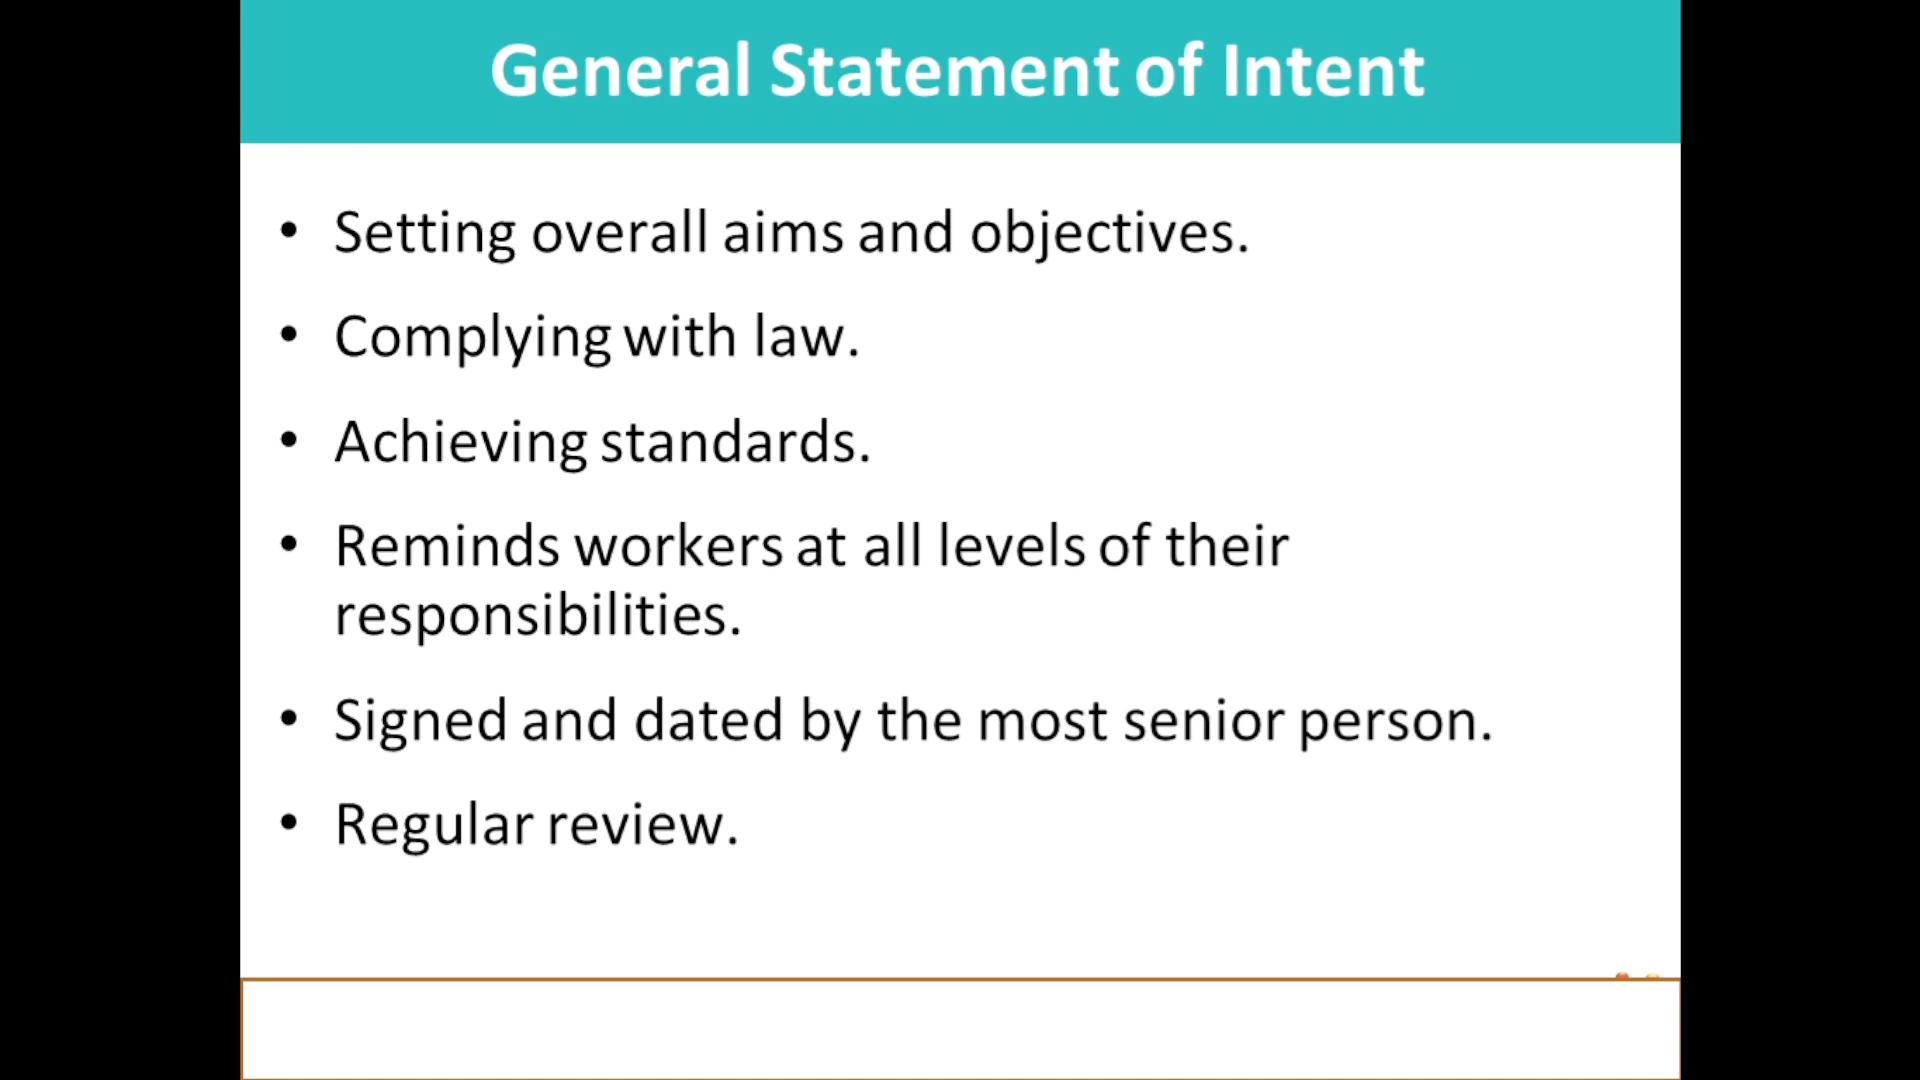 General Statement of Intent
• Setting overall aims and objectives.
• Complying with law.
• Achieving standards.
• Reminds workers at all levels of their
responsibilities.
• Signed and dated by the most senior person.
• Regular review.